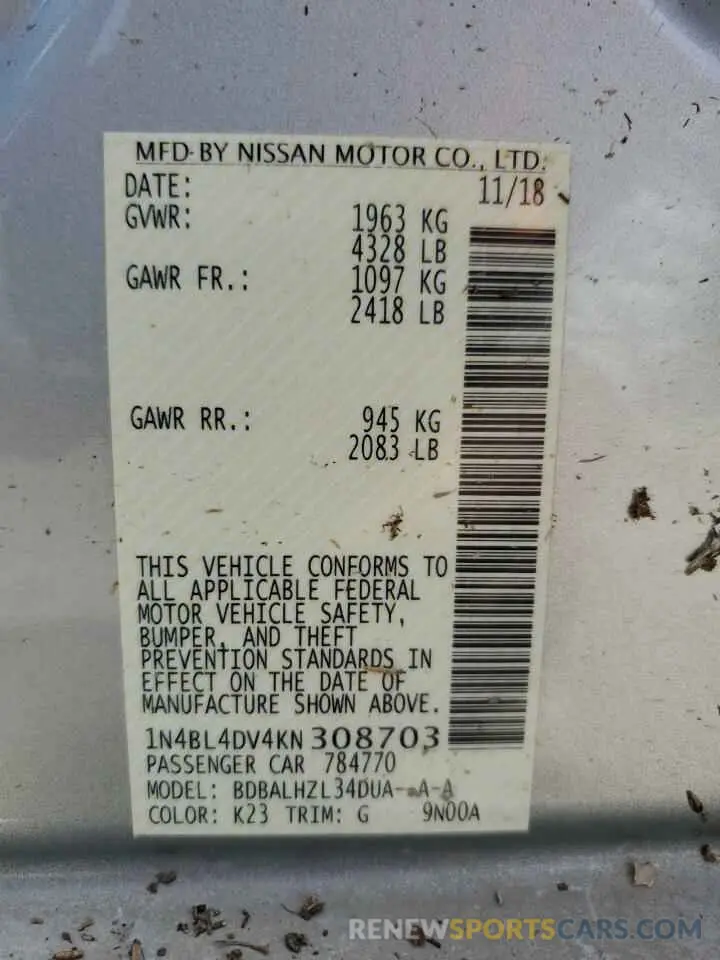 MFD-BY NISSAN MOTOR CO., LTD.
DATE: 11/18
GVWR: 1963 KG
4328 LB
GAWR FR.: 1097 KG
2418 LB
GAWR RR.: 945 KG
2083 LB
THIS VEHICLE CONFORMS TO
ALL APPLICABLE FEDERAL
MOTOR VEHICLE SAFETY,
BUMPER, AND THEFT
PREVENTION STANDARDS IN
EFFECT ON THE DATE OF
MANUFACTURE SHOWN ABOVE.
1N4BL4DV4KN308703
PASSENGER CAR 784770
MODEL: BDBALHZL34DUA- A-A
COLOR: K23 TRIM: G 9N00A
RENEWSPORTSCARS.COM